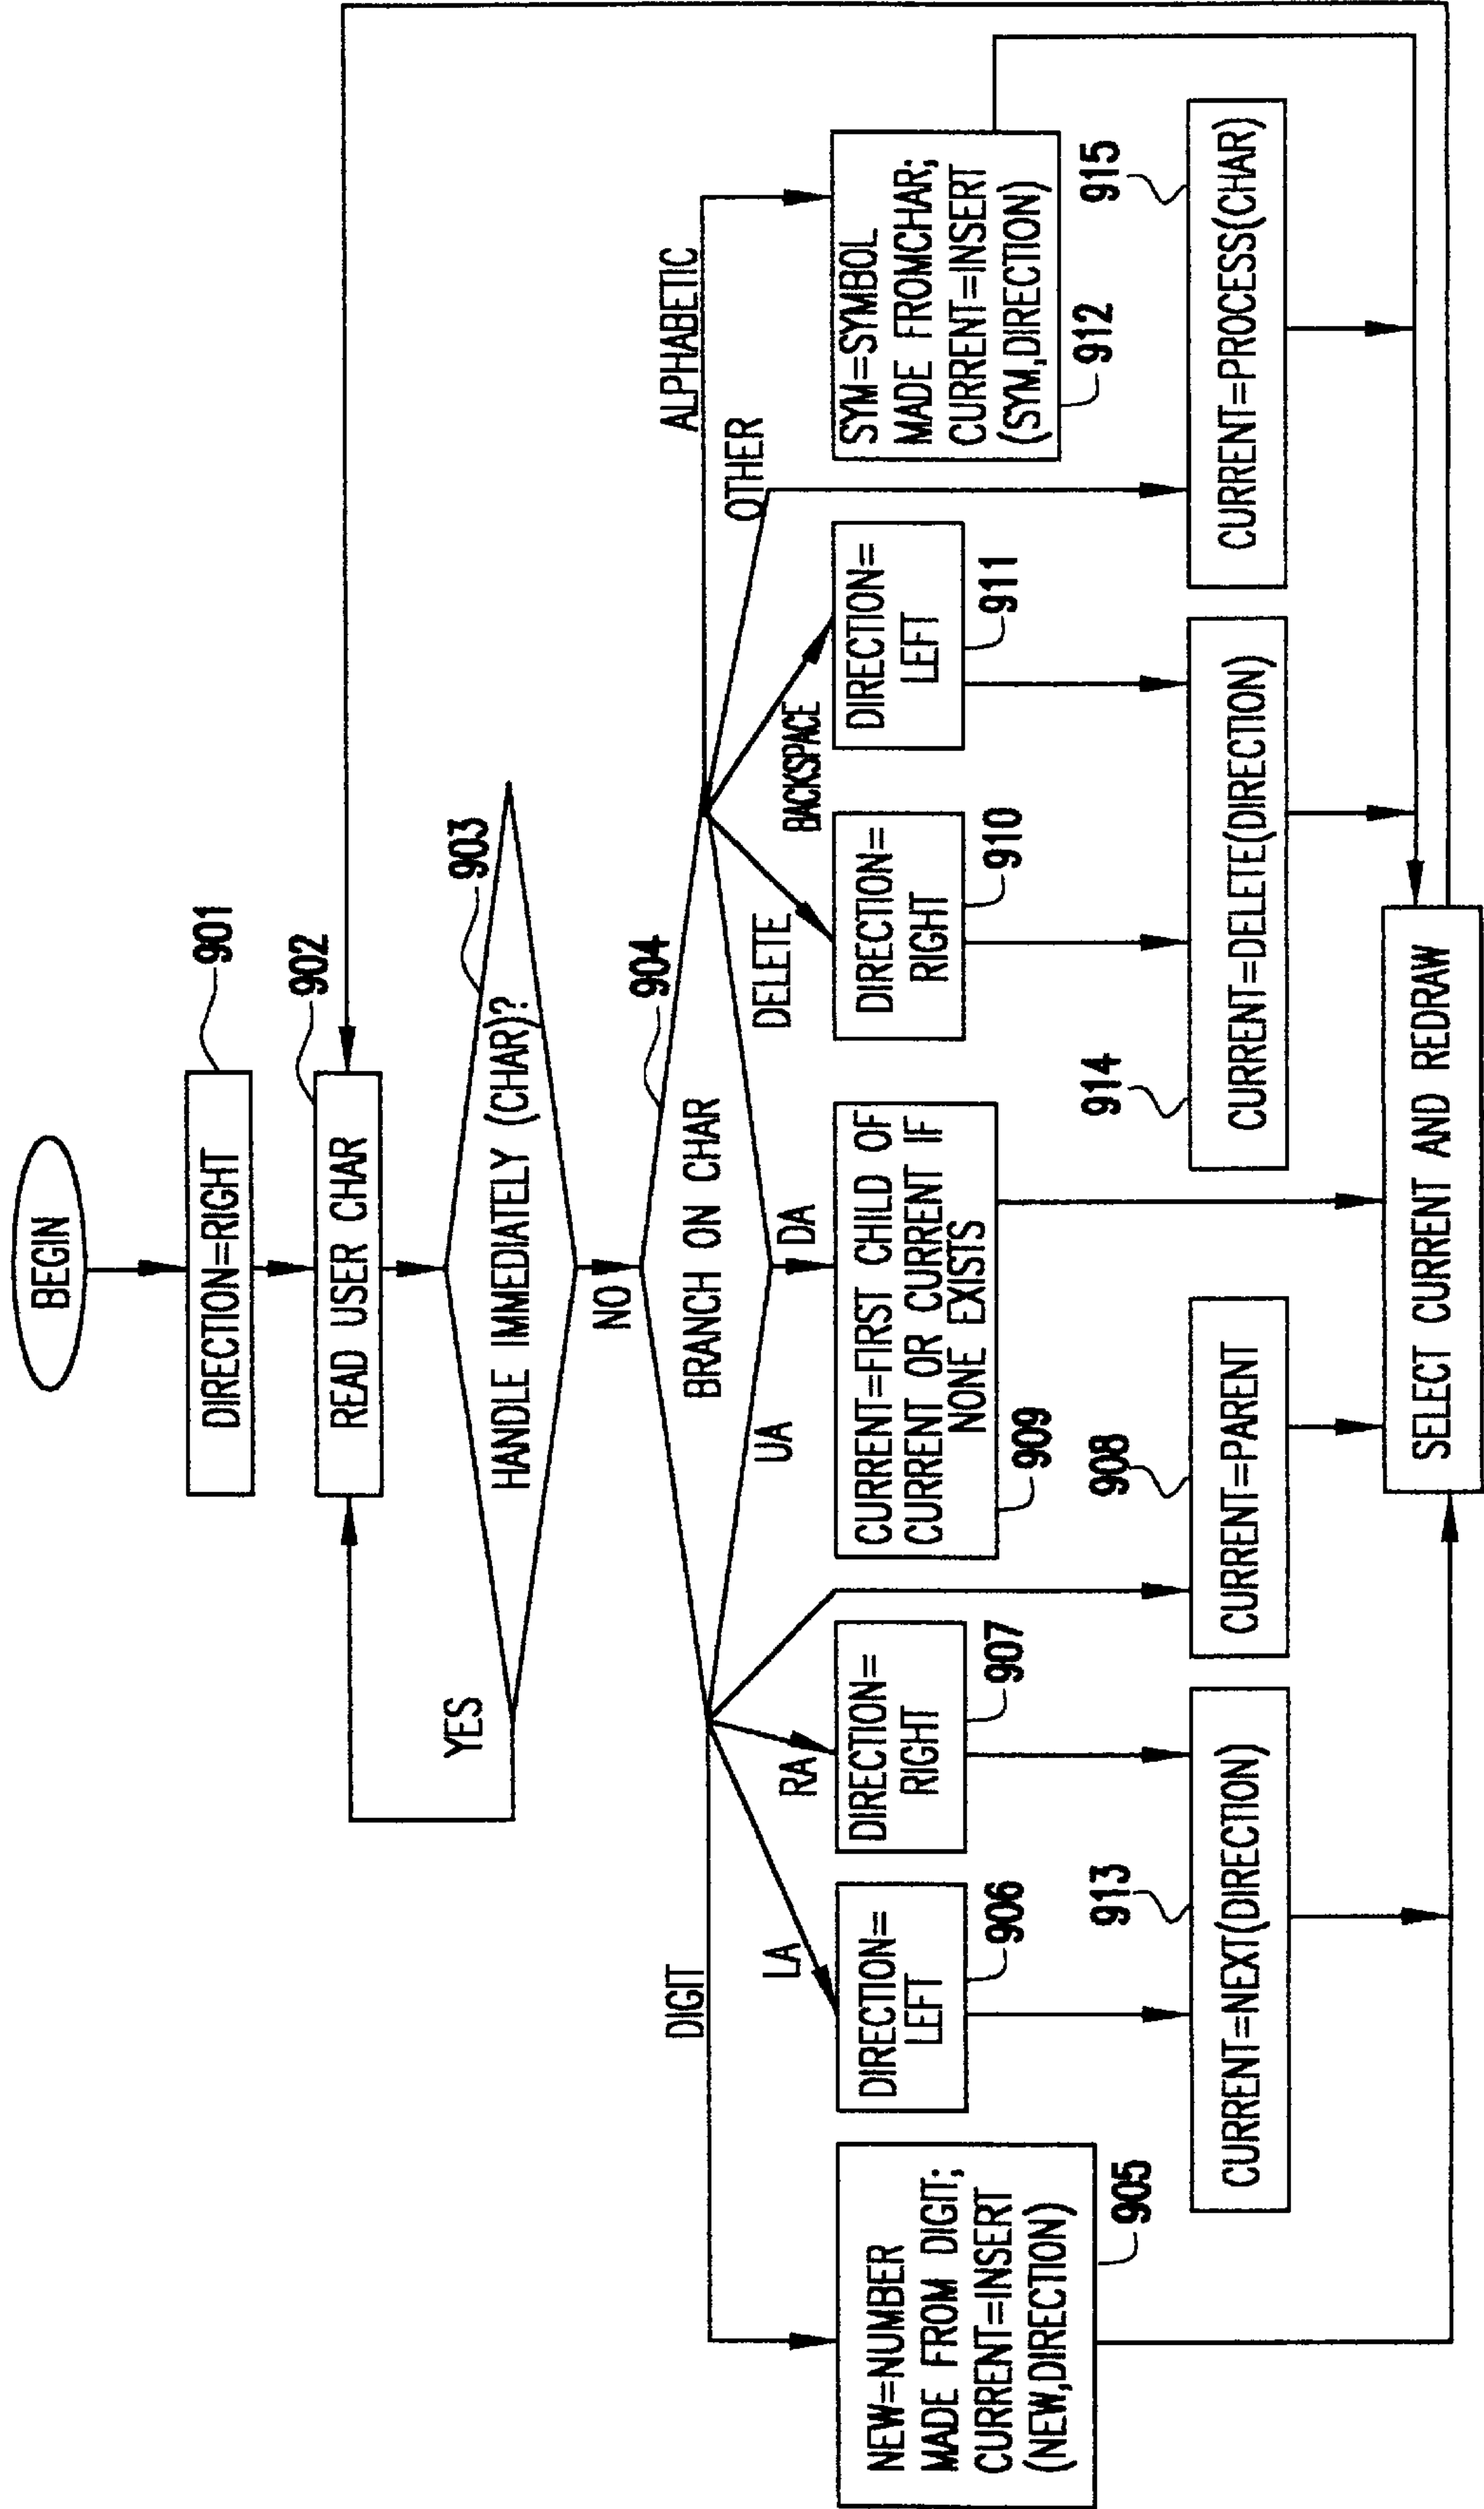 BEGIN
DIRECTION=RIGHT
901
READ USER CHAR
902
HANDLE IMMEDIATELY (CHAR)?
903
YES
NO
BRANCH ON CHAR
904
DIGIT
LA
RA
UA
DA
DELETE
BACKSPACE
OTHER
ALPHABETIC
NEW=NUMBER
MADE FROM DIGIT;
CURRENT=INSERT
(NEW,DIRECTION)
905
DIRECTION=
LEFT
906
DIRECTION=
RIGHT
907
CURRENT=FIRST CHILD OF
CURRENT OR CURRENT IF
NONE EXISTS
909
DIRECTION=
RIGHT
910
DIRECTION=
LEFT
911
SYM=SYMBOL
MADE FROMCHAR;
CURRENT=INSERT
(SYM,DIRECTION)
912
CURRENT=NEXT(DIRECTION)
913
CURRENT=PARENT
908
CURRENT=DELETE(DIRECTION)
914
CURRENT=PROCESS(CHAR)
915
SELECT CURRENT AND REDRAW